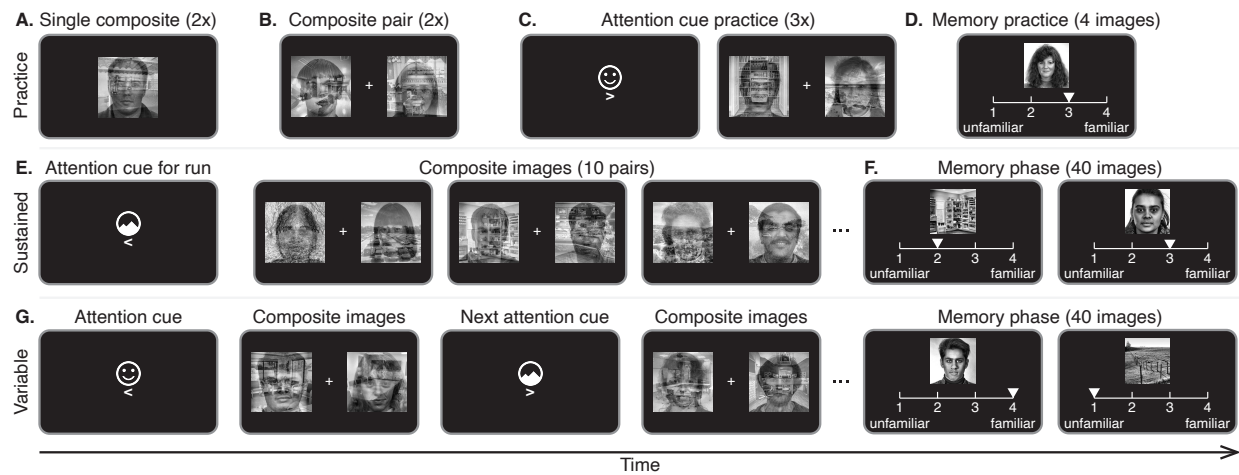 A. Single composite (2x)
B. Composite pair (2x)
C. Attention cue practice (3x)
D. Memory practice (4 images)
Practice
+
>
+
1 2 3 4
unfamiliar familiar
E. Attention cue for run
Composite images (10 pairs)
F. Memory phase (40 images)
Sustained
<
+
+
+
...
1 2 3 4
unfamiliar familiar
1 2 3 4
unfamiliar familiar
G. Attention cue
Composite images
Next attention cue
Composite images
Memory phase (40 images)
Variable
<
+
>
+
...
1 2 3 4
unfamiliar familiar
1 2 3 4
unfamiliar familiar
Time